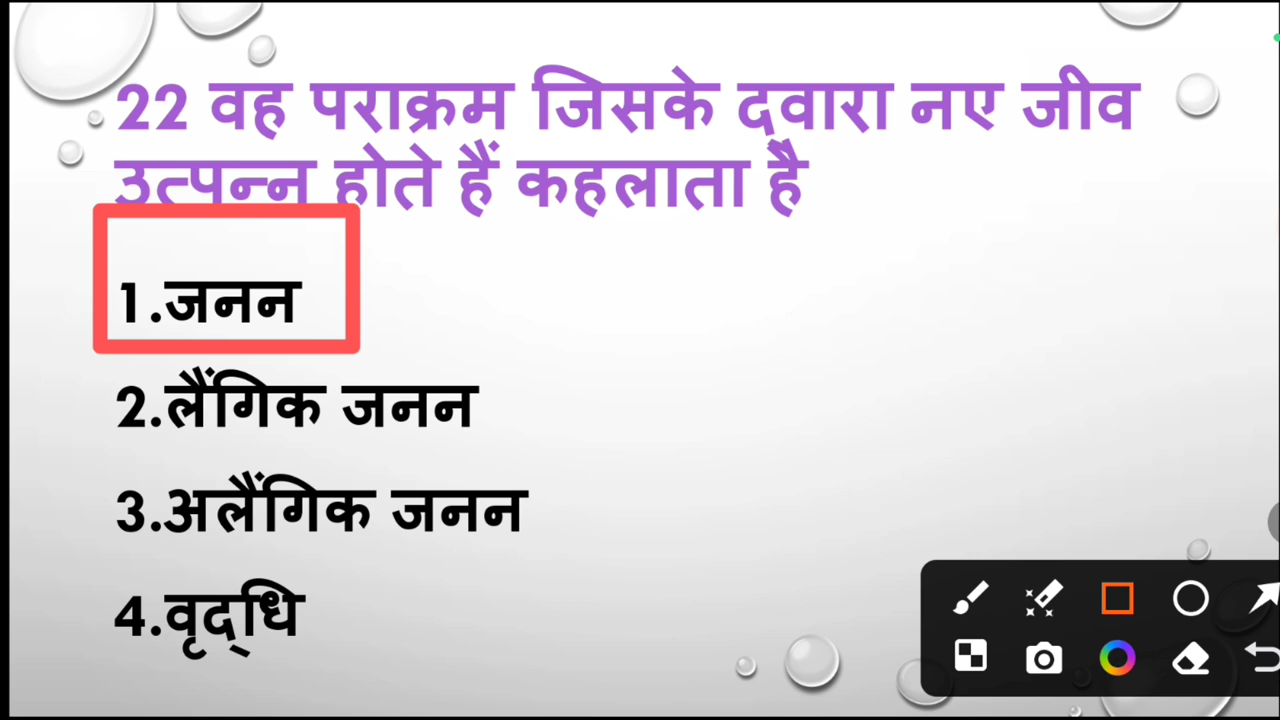 22 वह पराक्रम जिसके दवारा नए जीव
उत्पन्न होते हैं कहलाता है
1.जनन
2.लैंगिक जनन
3.अलैंगिक जनन
4.वृद्धि